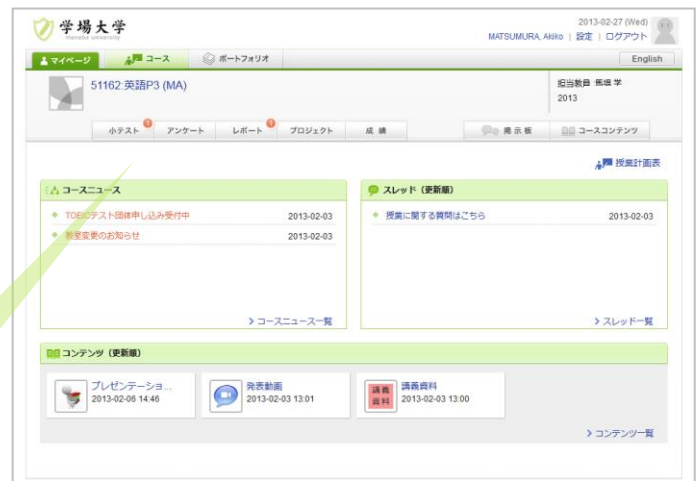 学場大学
manaba university
2013-02-27 (Wed)
MATSUMURA, Akiko | 設定 | ログアウト
マイページ
コース
ポートフォリオ
English
51162:英語P3 (MA)
担当教員 馬場 学
2013
小テスト 1
アンケート
レポート 1
プロジェクト
成績
掲示板
コースコンテンツ
授業計画表
コースニュース
TOEICテスト団体申し込み受付中 2013-02-03
教室変更のお知らせ 2013-02-03
コースニュース一覧
スレッド (更新順)
授業に関する質問はこちら 2013-02-03
スレッド一覧
コンテンツ (更新順)
プレゼンテーショ...
2013-02-06 14:46
発表動画
2013-02-03 13:01
講義
資料
講義資料
2013-02-03 13:00
コンテンツ一覧